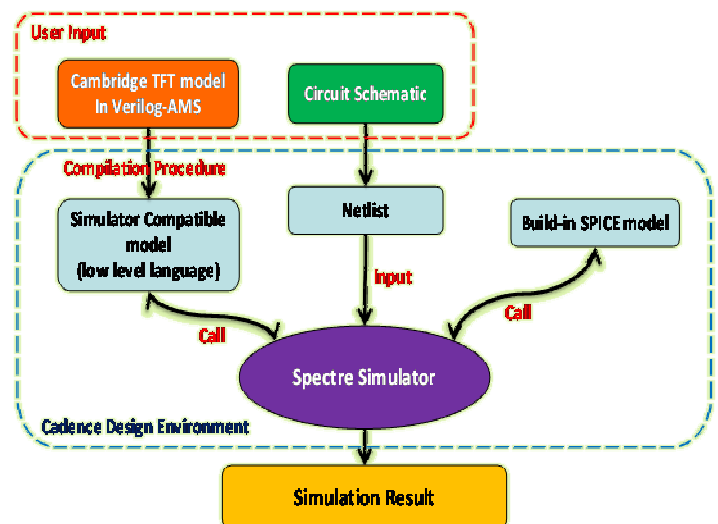 User Input
Cambridge TFT model
In Verilog-AMS
Circuit Schematic
Compilation Procedure
Simulator Compatible
model
(low level language)
Netlist
Build-in SPICE model
input
Call
Call
Spectre Simulator
Cadence Design Environment
Simulation Result